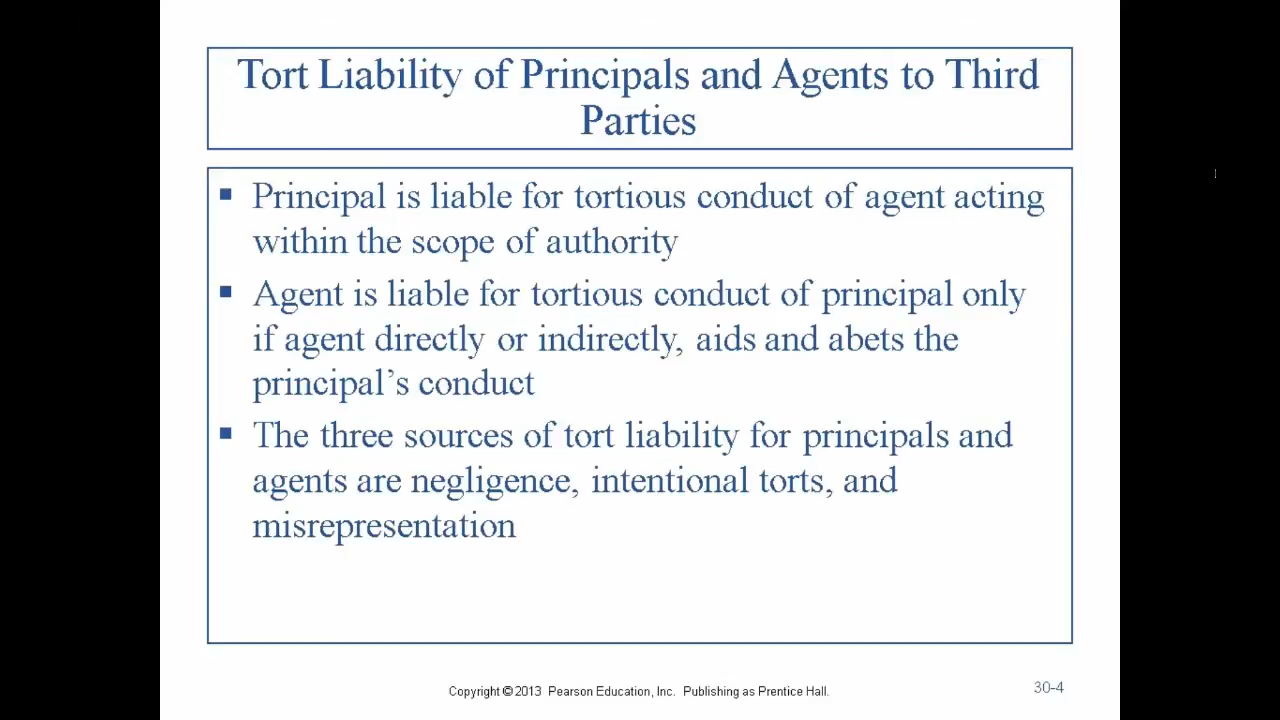 Tort Liability of Principals and Agents to Third
Parties
▪ Principal is liable for tortious conduct of agent acting
within the scope of authority
▪ Agent is liable for tortious conduct of principal only
if agent directly or indirectly, aids and abets the
principal’s conduct
▪ The three sources of tort liability for principals and
agents are negligence, intentional torts, and
misrepresentation
Copyright © 2013 Pearson Education, Inc. Publishing as Prentice Hall.
30-4